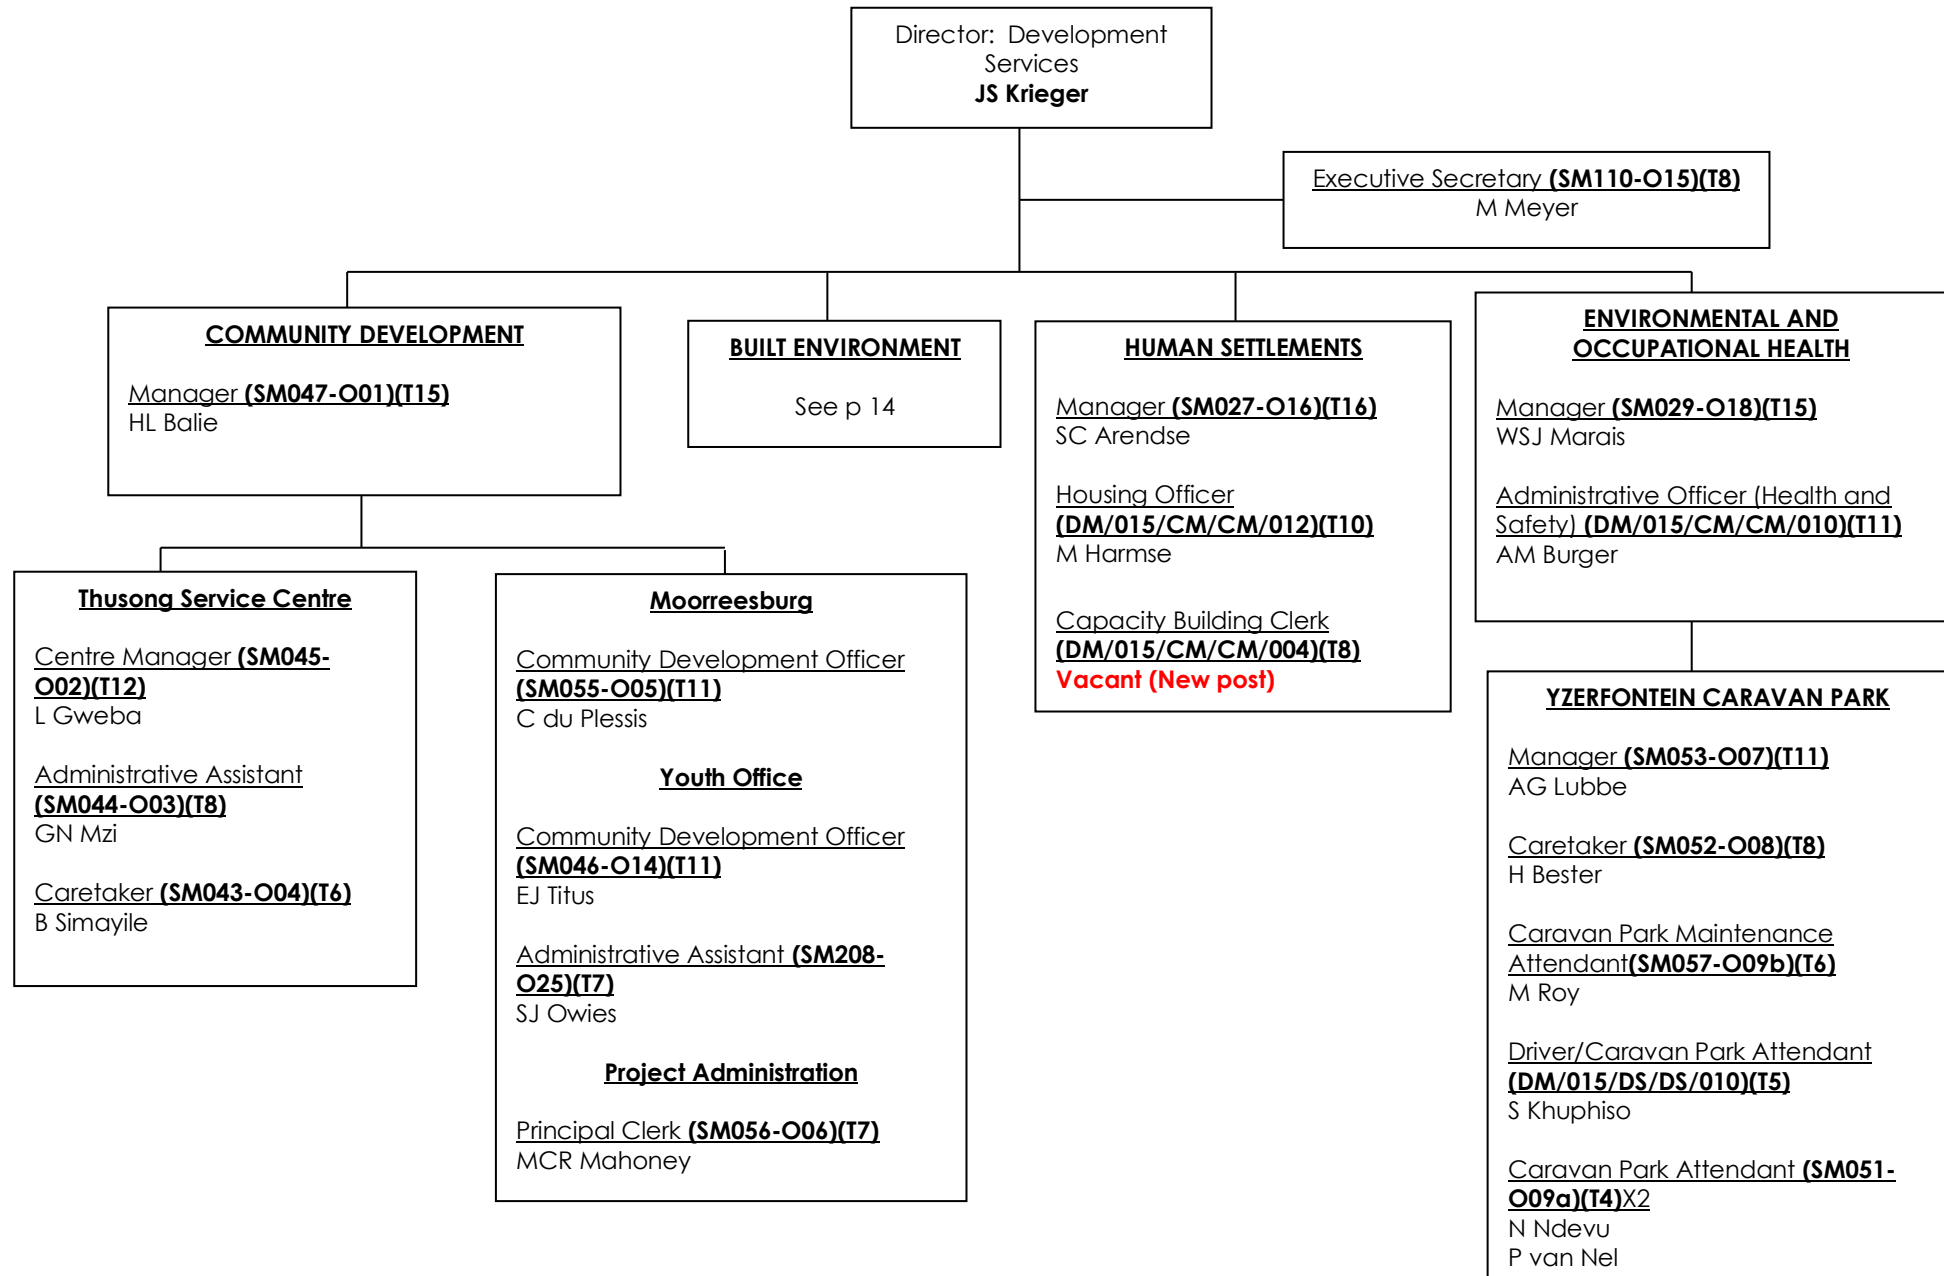 Director:  Development
Services
JS Krieger
Executive Secretary (SM110-O15)(T8)
M Meyer
COMMUNITY DEVELOPMENT
Manager (SM047-O01)(T15)
HL Balie
BUILT ENVIRONMENT
See p 14
HUMAN SETTLEMENTS
Manager (SM027-O16)(T16)
SC Arendse
Housing Officer
(DM/015/CM/CM/012)(T10)
M Harmse
Capacity Building Clerk
(DM/015/CM/CM/004)(T8)
Vacant (New post)
ENVIRONMENTAL AND
OCCUPATIONAL HEALTH
Manager (SM029-O18)(T15)
WSJ Marais
Administrative Officer (Health and
Safety) (DM/015/CM/CM/010)(T11)
AM Burger
Thusong Service Centre
Centre Manager (SM045-
O02)(T12)
L Gweba
Administrative Assistant
(SM044-O03)(T8)
GN Mzi
Caretaker (SM043-O04)(T6)
B Simayile
Moorreesburg
Community Development Officer
(SM055-O05)(T11)
C du Plessis
Youth Office
Community Development Officer
(SM046-O14)(T11)
EJ Titus
Administrative Assistant (SM208-
O25)(T7)
SJ Owies
Project Administration
Principal Clerk (SM056-O06)(T7)
MCR Mahoney
YZERFONTEIN CARAVAN PARK
Manager (SM053-O07)(T11)
AG Lubbe
Caretaker (SM052-O08)(T8)
H Bester
Caravan Park Maintenance
Attendant(SM057-O09b)(T6)
M Roy
Driver/Caravan Park Attendant
(DM/015/DS/DS/010)(T5)
S Khuphiso
Caravan Park Attendant (SM051-
O09a)(T4)X2
N Ndevu
P van Nel